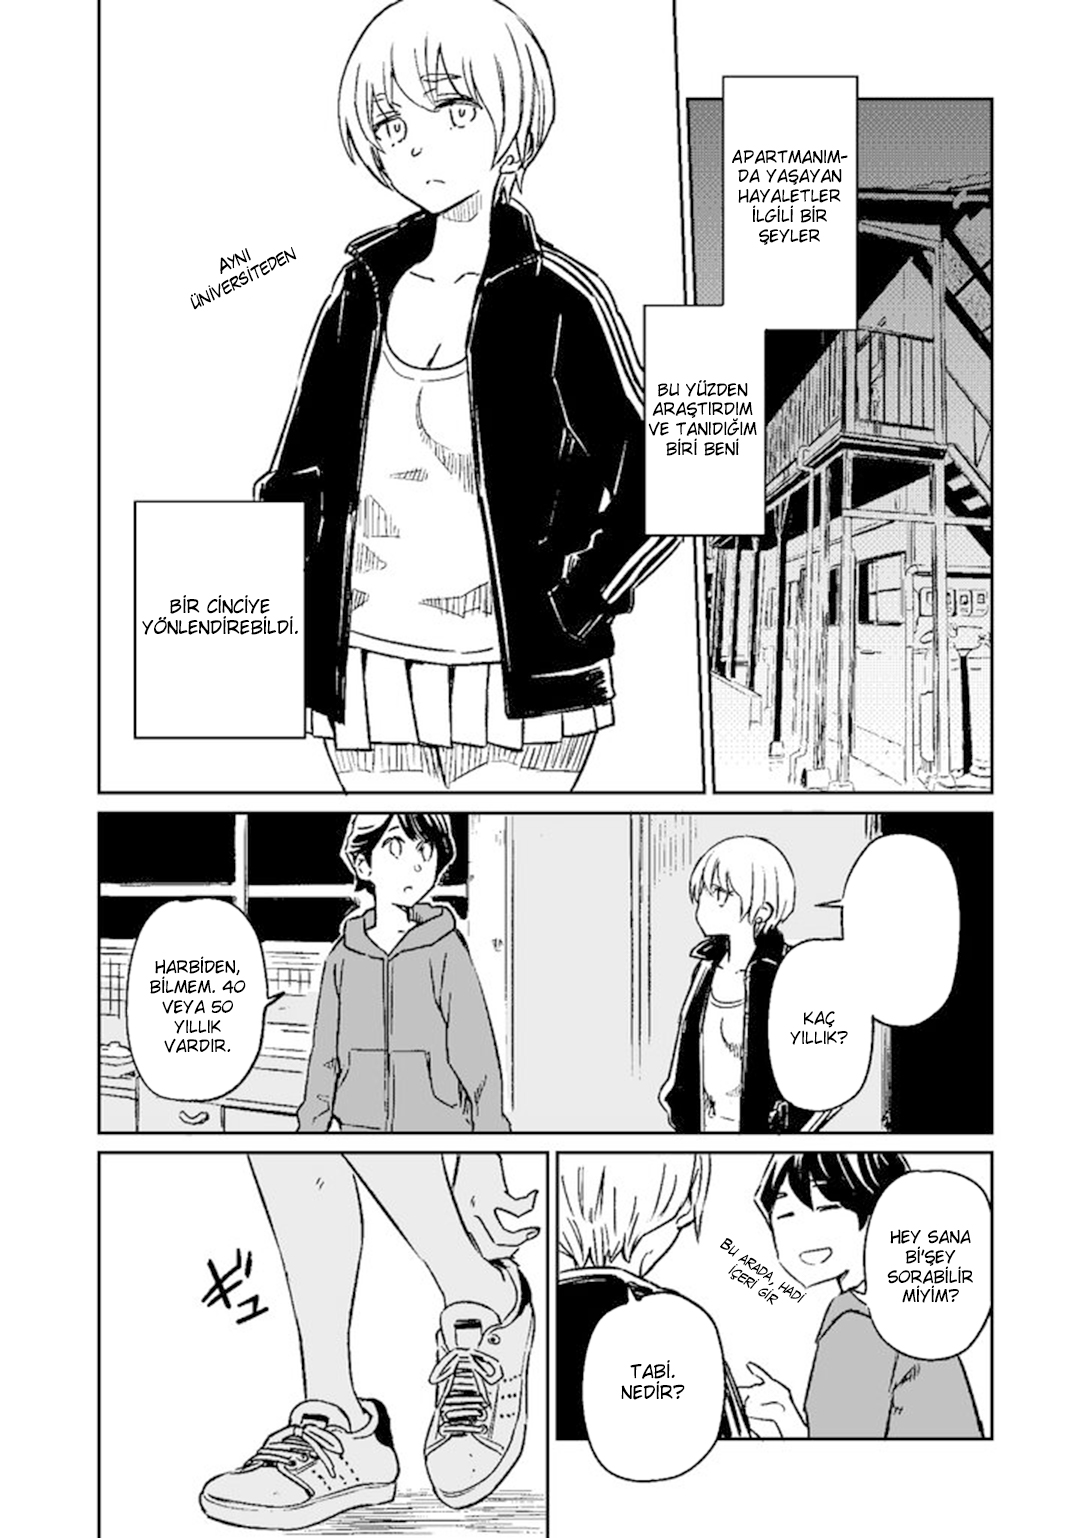 APARTMANIM-
DA YAŞAYAN
HAYALETLER
İLGİLİ BİR
ŞEYLER
BU YÜZDEN
ARAŞTIRDIM
VE TANIDIĞIM
BİRİ BENİ
AYNI
ÜNİVERSİTEDEN
BİR CİNCİYE
YÖNLENDİREBİLDİ.
KAÇ
YILLIK?
HARBİDEN,
BİLMEM. 40
VEYA 50
YILLIK
VARDIR.
HEY SANA
Bİ'ŞEY
SORABİLİR
MİYİM?
BU ARADA, HADİ
İÇERİ GİR
TABİ.
NEDİR?
ギュ